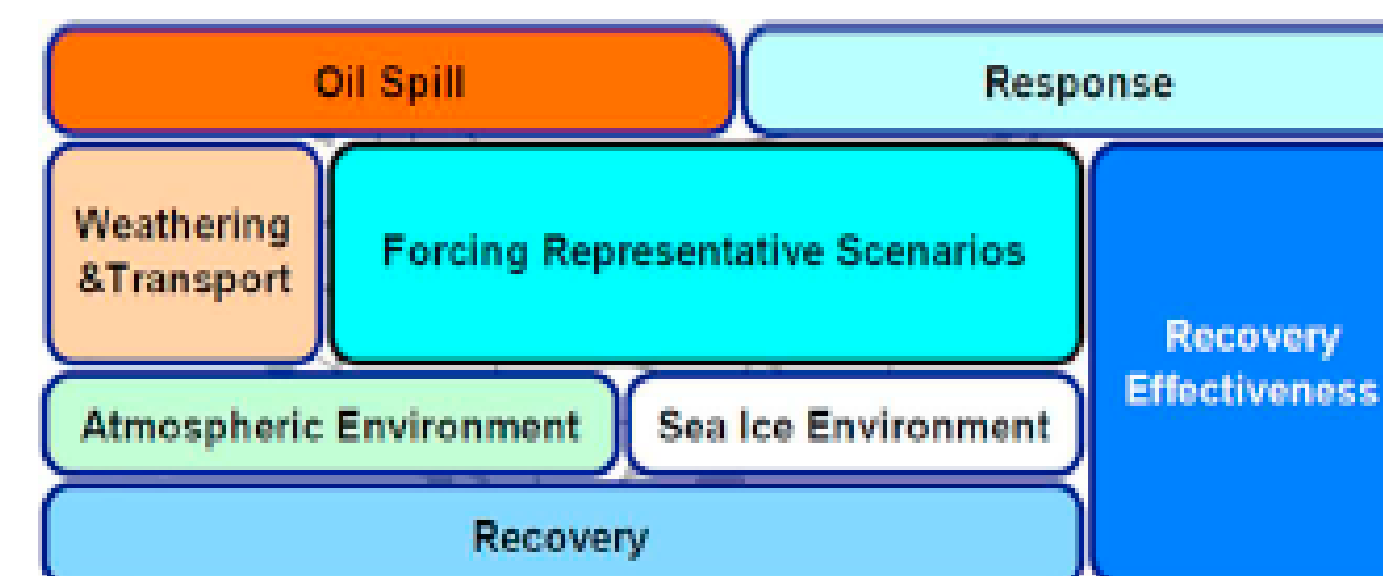 Oil Spill
Response
Weathering
&Transport
Forcing Representative Scenarios
Recovery
Effectiveness
Atmospheric Environment
Sea Ice Environment
Recovery